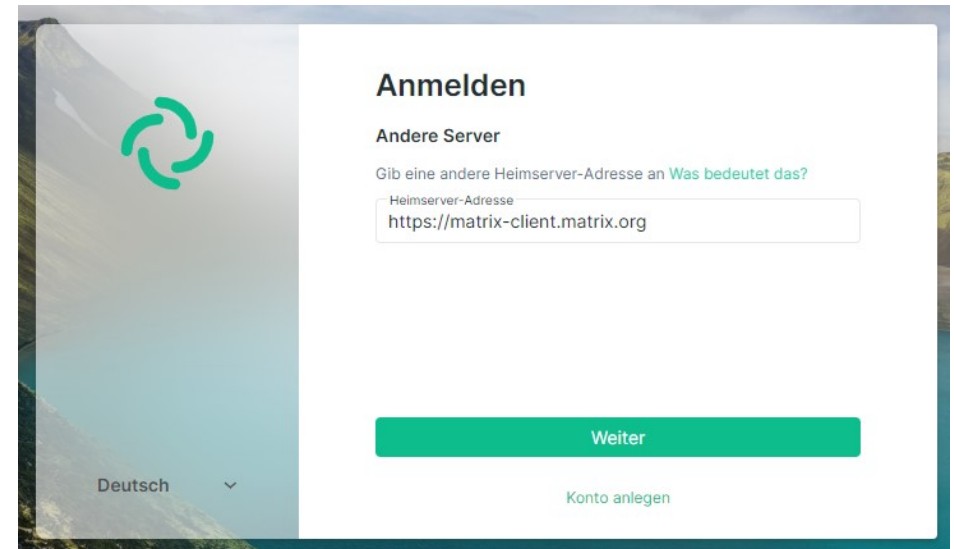 Anmelden
Andere Server
Gib eine andere Heimserver-Adresse an Was bedeutet das?
Heimserver-Adresse
https://matrix-client.matrix.org
Weiter
Konto anlegen
Deutsch